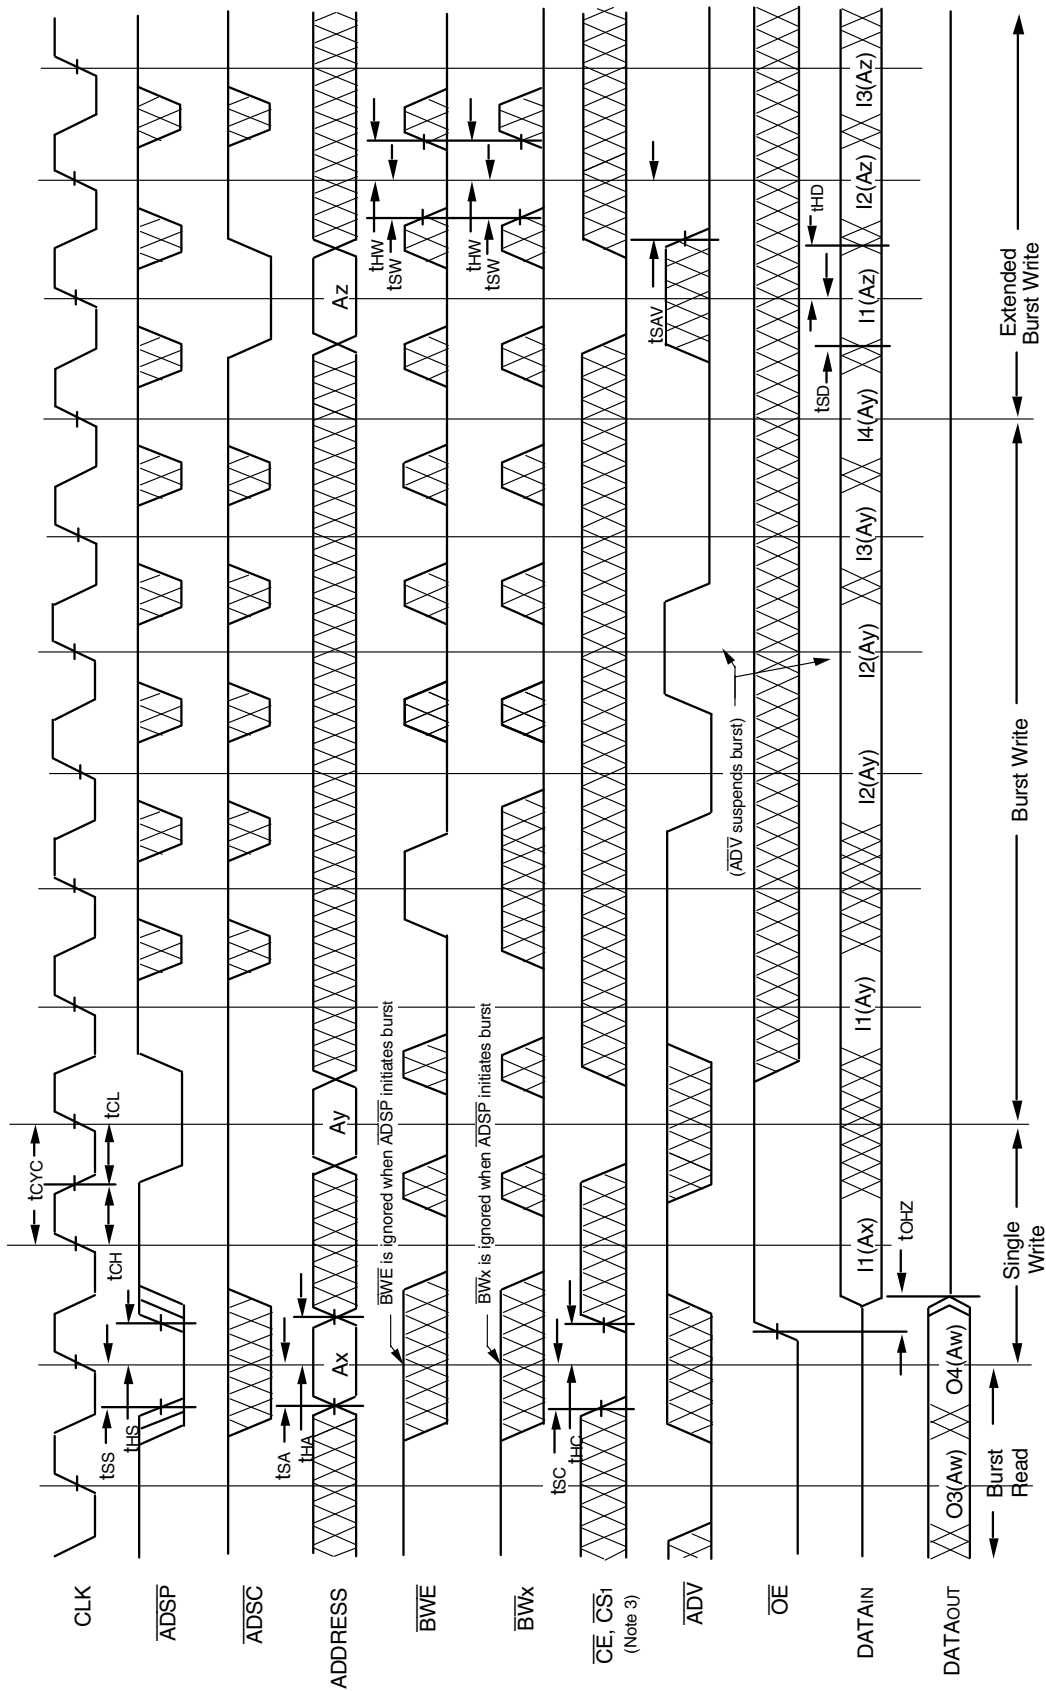 CLK
tCYC
tCH
tCL
ADSP
tSS
tHS
ADSC
ADDRESS
Ax
Ay
Az
tSA
tHA
BWE
BWE is ignored when ADSP initiates burst
tHW
tSW
BWx
BWx is ignored when ADSP initiates burst
tHW
tSW
CE, CS1
(Note 3)
tSC
tHC
ADV
(ADV suspends burst)
tSAV
OE
DATAIN
I1(Ax)
I1(Ay)
I2(Ay)
I2(Ay)
I3(Ay)
I4(Ay)
I1(Az)
I2(Az)
I3(Az)
tSD
tHD
tOHZ
DATAOUT
O3(Aw)
O4(Aw)
Burst
Read
Single
Write
Burst Write
Extended
Burst Write